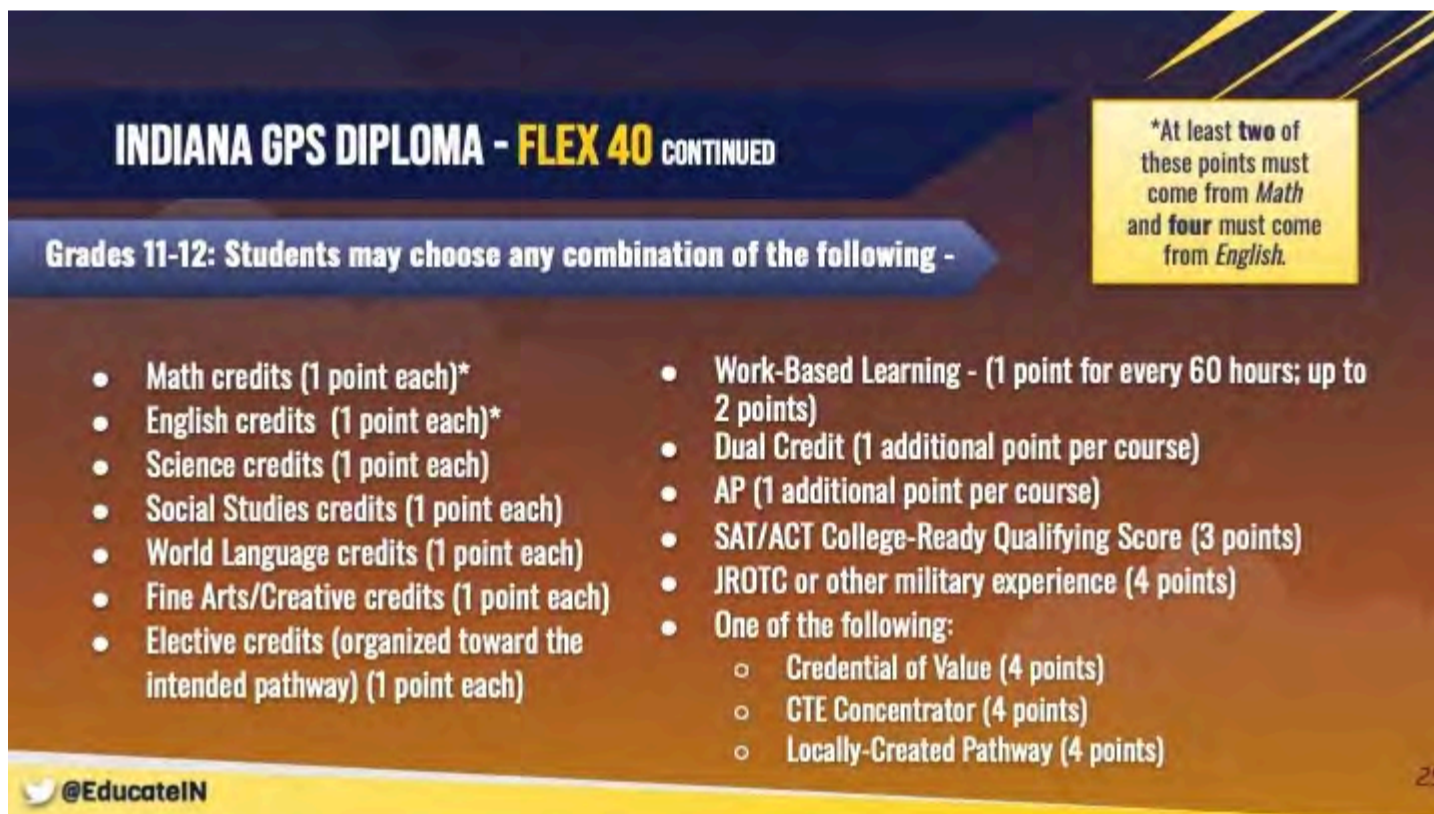 INDIANA GPS DIPLOMA - FLEX 40 CONTINUED
*At least two of
these points must
come from Math
and four must come
from English.
Grades 11-12: Students may choose any combination of the following -
● Math credits (1 point each)*
● English credits (1 point each)*
● Science credits (1 point each)
● Social Studies credits (1 point each)
● World Language credits (1 point each)
● Fine Arts/Creative credits (1 point each)
● Elective credits (organized toward the
intended pathway) (1 point each)
● Work-Based Learning - (1 point for every 60 hours; up to
2 points)
● Dual Credit (1 additional point per course)
● AP (1 additional point per course)
● SAT/ACT College-Ready Qualifying Score (3 points)
● JROTC or other military experience (4 points)
● One of the following:
○ Credential of Value (4 points)
○ CTE Concentrator (4 points)
○ Locally-Created Pathway (4 points)
@EducateIN